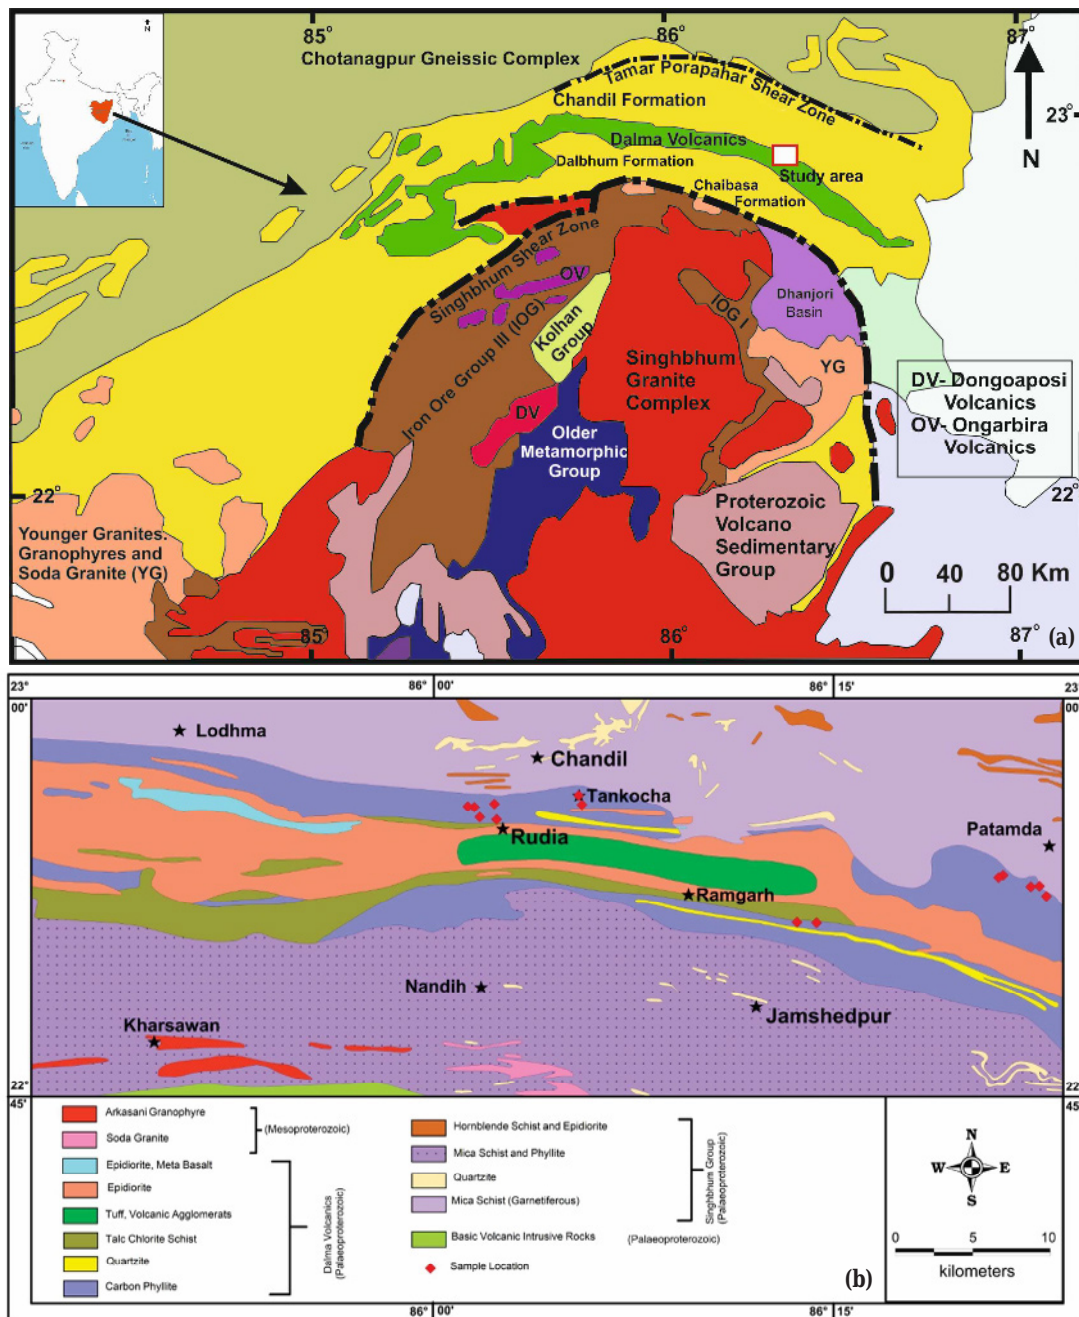 N
85°
86°
87°
Chotanagpur Gneissic Complex
Tamar Porapahar Shear Zone
Chandil Formation
23°
N
Dalma Volcanics
Dalbhum Formation
Study area
Chaibasa
Formation
Singhbhum Shear Zone
OV
Iron Ore Group III (IOG)
Kolhan
Group
IOG I
Dhanjori
Basin
Singhbhum
Granite
Complex
YG
DV- Dongoaposi
Volcanics
OV- Ongarbira
Volcanics
DV
Older
Metamorphic
Group
22°
22°
Proterozoic
Volcano
Sedimentary
Group
Younger Granites.
Granophyres and
Soda Granite (YG)
0 40 80 Km
85°
86°
87°
(a)
23°
00'
86° 00'
86° 15'
23
00'
Lodhma
Chandil
Tankocha
Rudia
Patamda
Ramgarh
Nandih
Jamshedpur
Kharsawan
22°
45'
22
45'
Arkasani Granophyre
Soda Granite
(Mesoproterozoic)
Epidiorite, Meta Basalt
Epidiorite
Tuff, Volcanic Agglomerats
Talc Chlorite Schist
Quartzite
Carbon Phyllite
Dalma Volcanics
(Palaeoproterozoic)
Hornblende Schist and Epidiorite
Mica Schist and Phyllite
Quartzite
Mica Schist (Garnetiferous)
Singhbhum Group
(Palaeoproterozoic)
Basic Volcanic Intrusive Rocks
(Palaeoproterozoic)
Sample Location
(b)
N
W E
S
0 5 10
kilometers
86° 00'
86° 15'